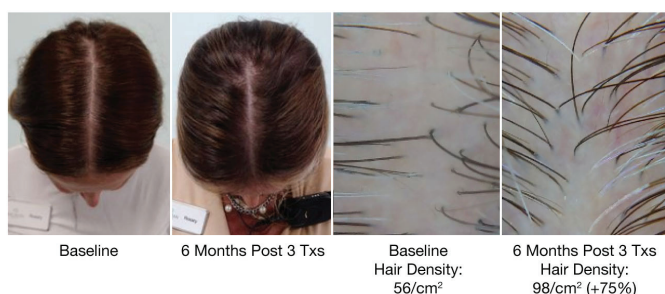 Baseline
6 Months Post 3 Txs
Baseline
Hair Density:
56/cm²
6 Months Post 3 Txs
Hair Density:
98/cm² (+75%)